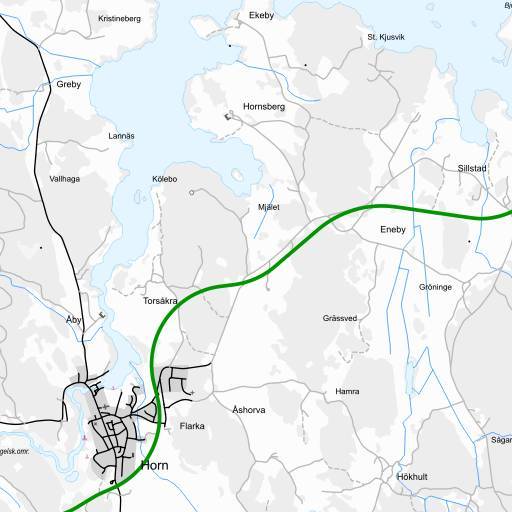 Kristineberg
Ekeby
St. Kjusvik
Greby
Hornsberg
Lannäs
Sillstad
Vallhaga
Kölebo
Mjälet
Eneby
Gröninge
Torsåkra
Åby
Grässved
Hamra
Åshorva
Flarka
Horn
Hökhult